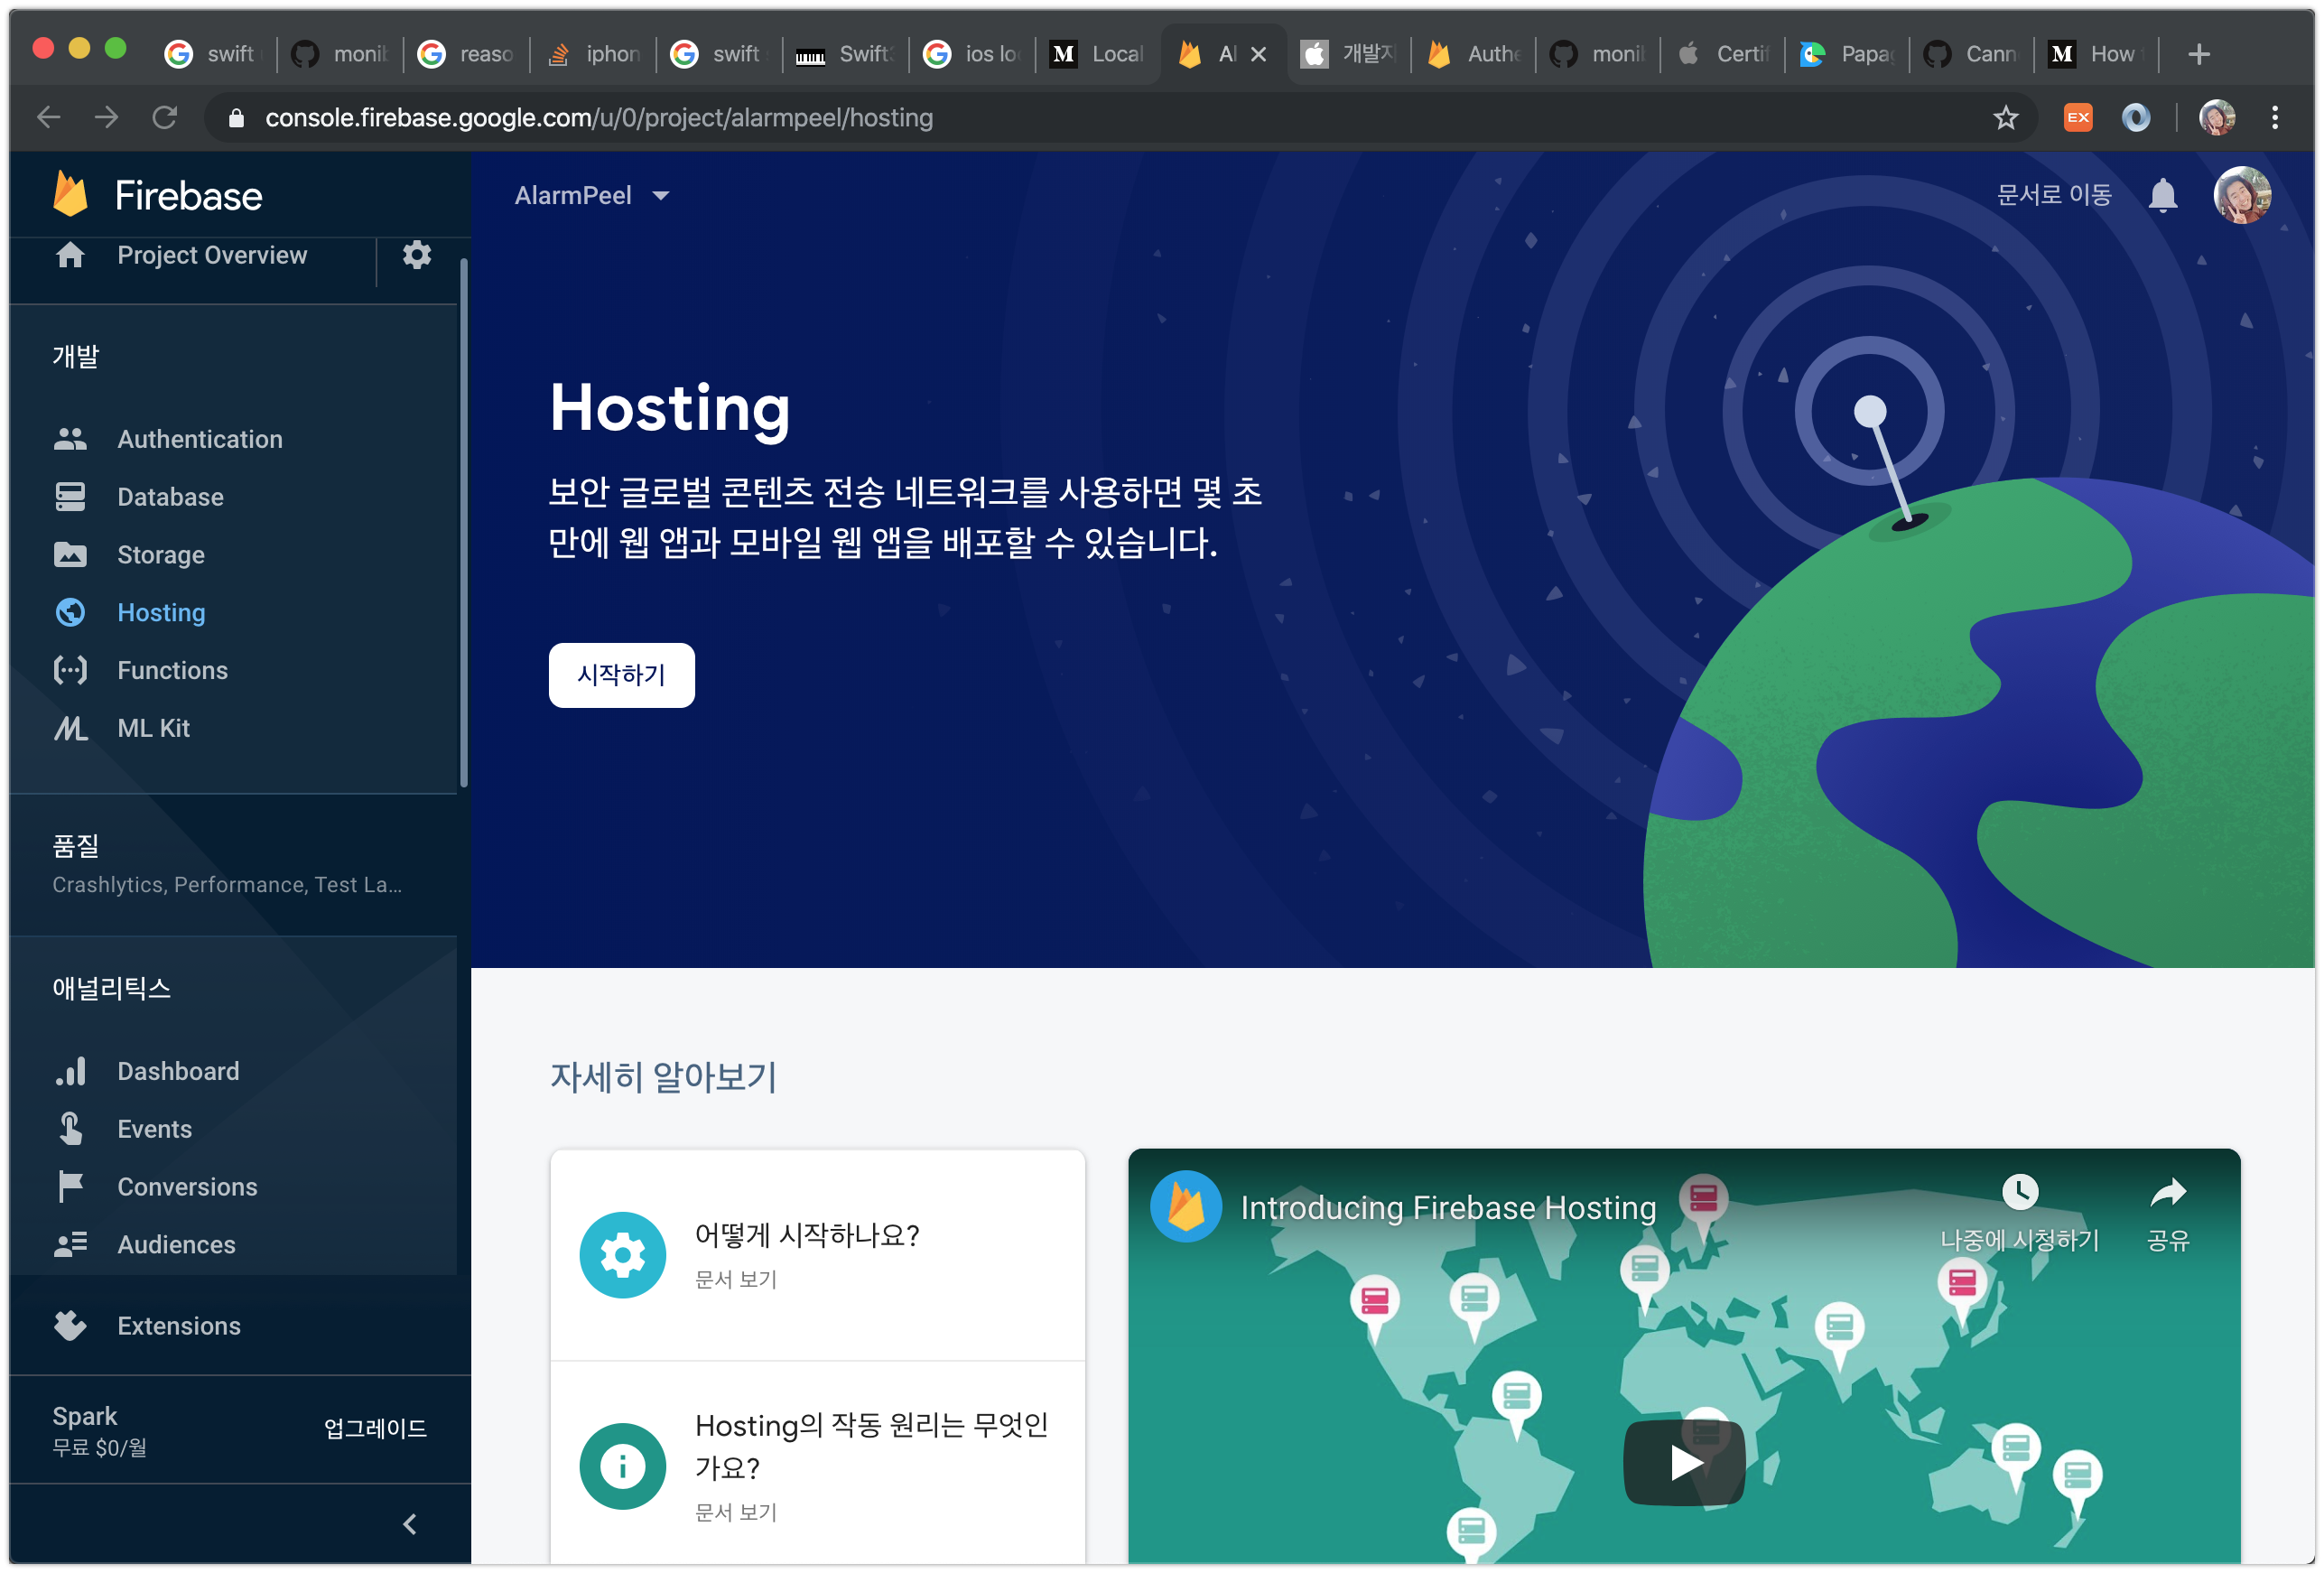 swift
monib
reaso
iphon
swift
Swift
ios lo
Local
Al
개발자
Authe
monib
Certif
Papag
Cann
How
console.firebase.google.com/u/0/project/alarmpeel/hosting
EX
Firebase
AlarmPeel
문서로 이동
Project Overview
개발
Authentication
Database
Storage
Hosting
Functions
ML Kit
품질
Crashlytics, Performance, Test La...
애널리틱스
Dashboard
Events
Conversions
Audiences
Extensions
Spark
무료 $0/월
업그레이드
Hosting
보안 글로벌 콘텐츠 전송 네트워크를 사용하면 몇 초
만에 웹 앱과 모바일 웹 앱을 배포할 수 있습니다.
시작하기
자세히 알아보기
어떻게 시작하나요?
문서 보기
Hosting의 작동 원리는 무엇인
가요?
문서 보기
Introducing Firebase Hosting
나중에 시청하기
공유